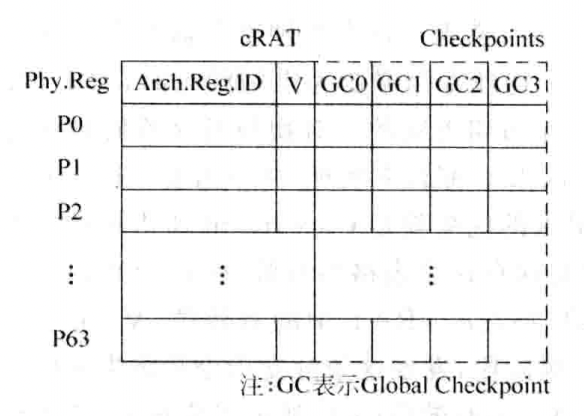 cRAT Checkpoints
Phy.Reg Arch.Reg.ID V GC0 GC1 GC2 GC3
P0
P1
P2
⋮ ⋮ ⋮
P63
注:GC表示Global Checkpoint